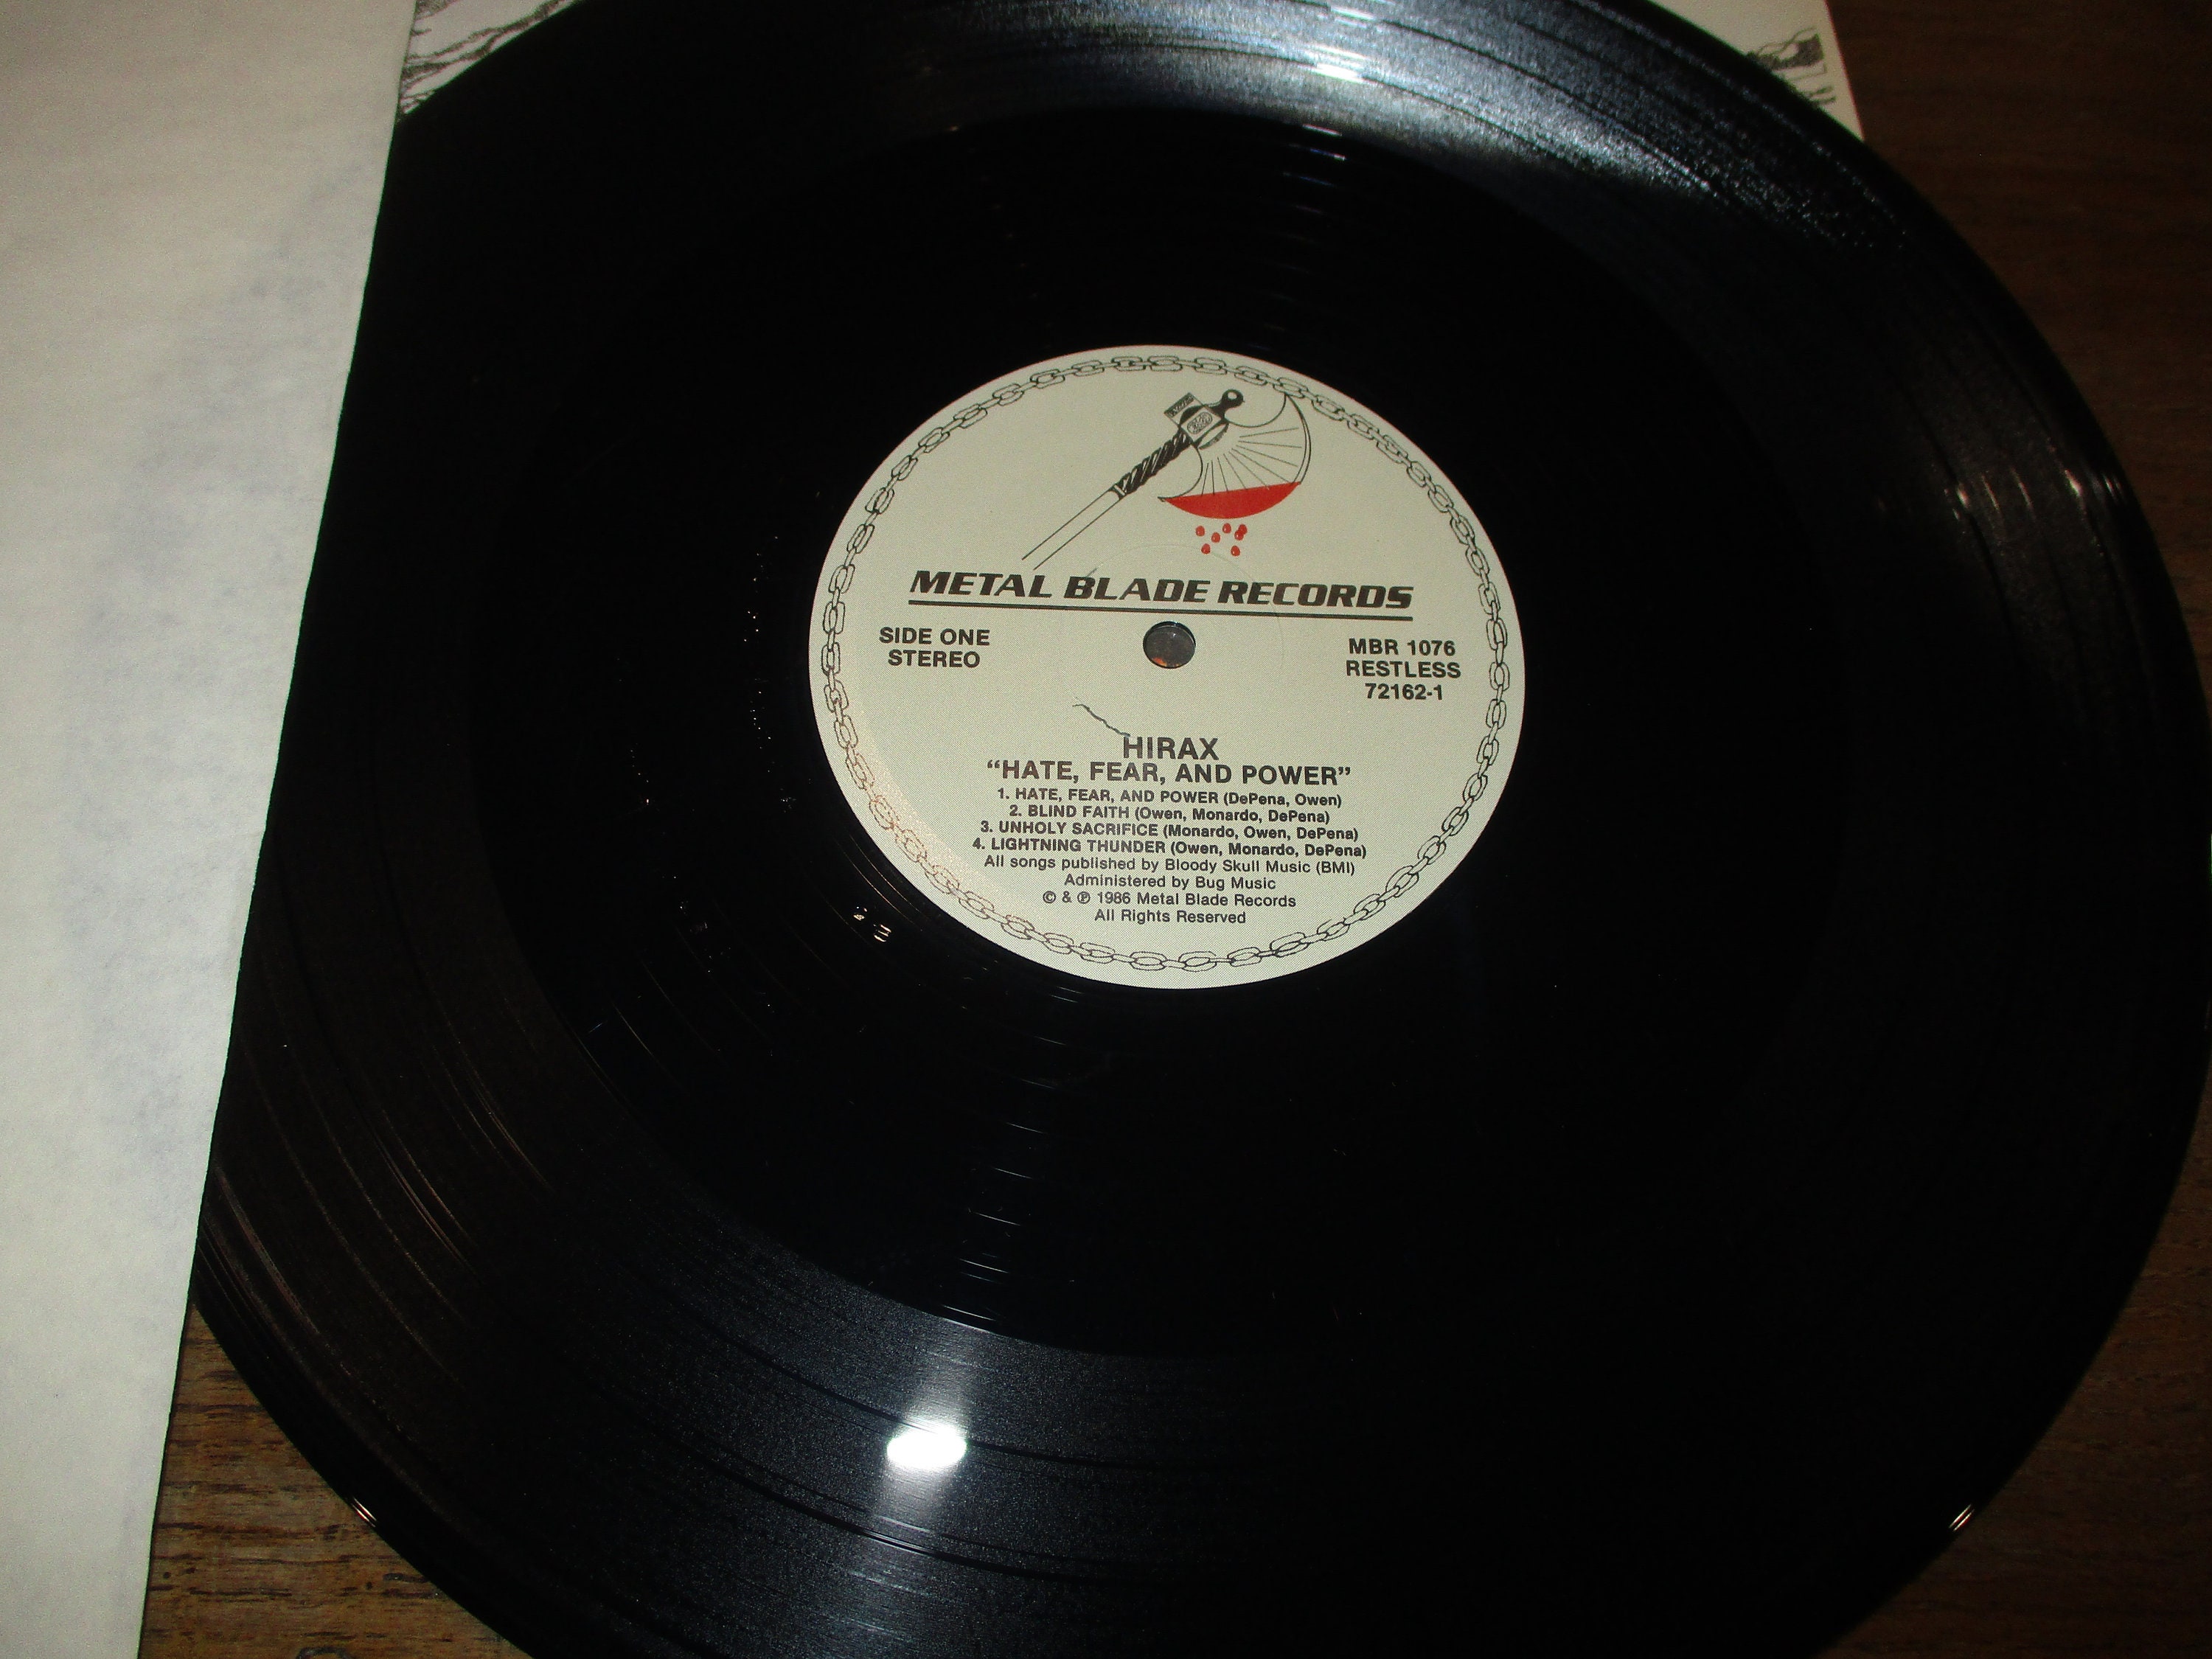 METAL BLADE RECORDS
SIDE ONE
STEREO
MBR 1076
RESTLESS
72162-1
HIRAX
“HATE, FEAR, AND POWER”
1. HATE, FEAR, AND POWER (DePena, Owen)
2. BLIND FAITH (Owen, Monardo, DePena)
3. UNHOLY SACRIFICE (Monardo, Owen, DePena)
4. LIGHTNING THUNDER (Owen, Monardo, DePena)
All songs published by Bloody Skull Music (BMI)
Administered by Bug Music
© & ℗ 1986 Metal Blade Records
All Rights Reserved